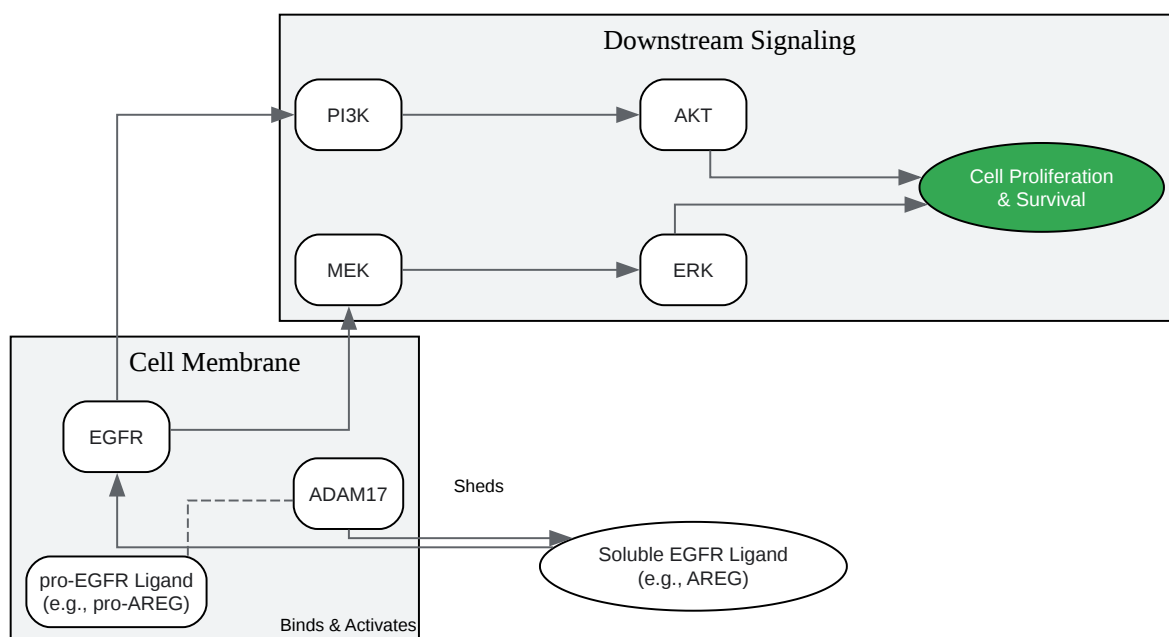 Downstream Signaling
PI3K
AKT
Cell Proliferation
& Survival
MEK
ERK
Cell Membrane
EGFR
ADAM17
Sheds
Soluble EGFR Ligand
(e.g., AREG)
pro-EGFR Ligand
(e.g., pro-AREG)
Binds & Activates